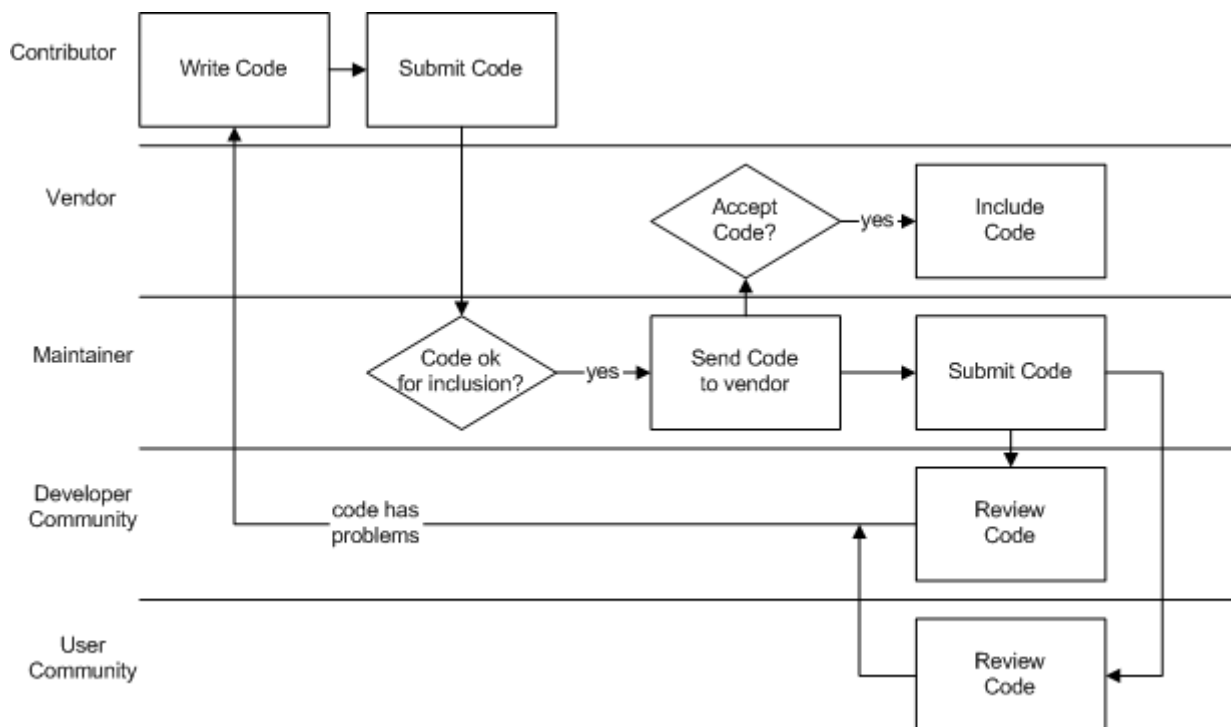 Contributor
Write Code
Submit Code
Vendor
Accept
Code?
yes
Include
Code
Maintainer
Code ok
for inclusion?
yes
Send Code
to vendor
Submit Code
Developer
Community
code has
problems
Review
Code
User
Community
Review
Code